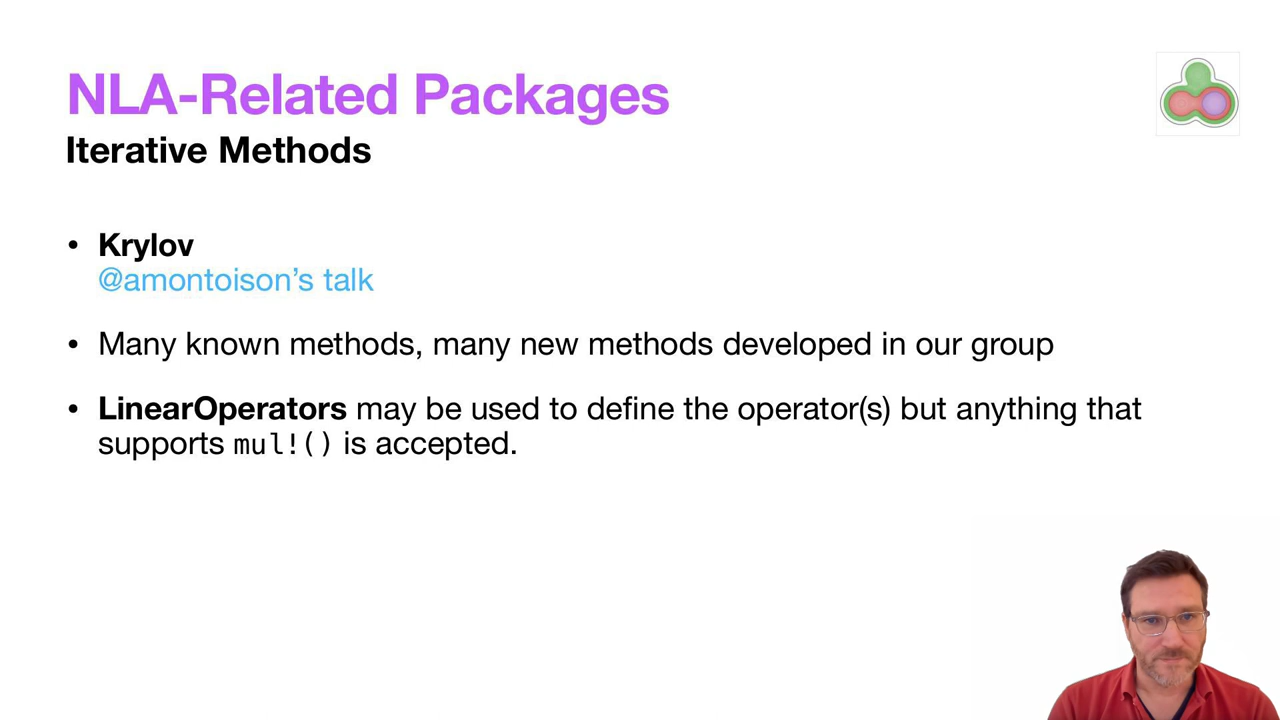 NLA-Related Packages
Iterative Methods
• Krylov
@amontoison’s talk
• Many known methods, many new methods developed in our group
• LinearOperators may be used to define the operator(s) but anything that
supports mul!() is accepted.